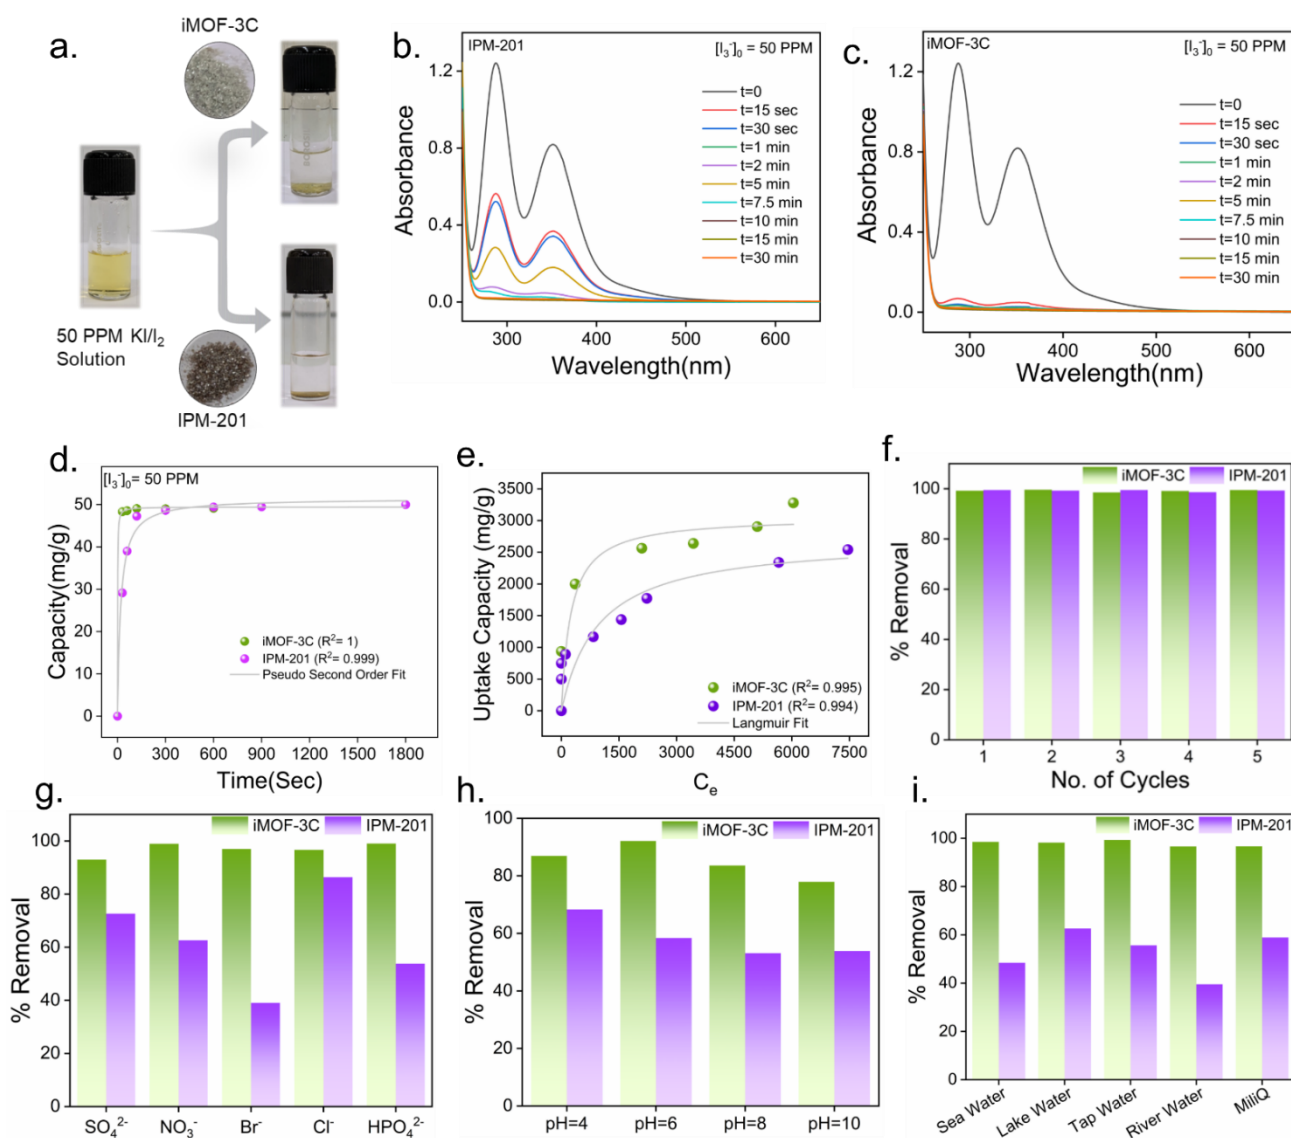 a.
iMOF-3C
50 PPM KI/I₂
Solution
IPM-201
b.
IPM-201
[I₃⁻]₀ = 50 PPM
t=0
t=15 sec
t=30 sec
t=1 min
t=2 min
t=5 min
t=7.5 min
t=10 min
t=15 min
t=30 min
1.2
0.8
0.4
0.0
Absorbance
300 400 500 600
Wavelength(nm)
c.
iMOF-3C
[I₃⁻]₀ = 50 PPM
t=0
t=15 sec
t=30 sec
t=1 min
t=2 min
t=5 min
t=7.5 min
t=10 min
t=15 min
t=30 min
1.2
0.8
0.4
0.0
Absorbance
300 400 500 600
Wavelength(nm)
d.
[I₃⁻]₀= 50 PPM
50
40
30
20
10
0
Capacity(mg/g)
iMOF-3C (R²= 1)
IPM-201 (R²= 0.999)
Pseudo Second Order Fit
0 300 600 900 1200 1500 1800
Time(Sec)
e.
3500
3000
2500
2000
1500
1000
500
0
Uptake Capacity (mg/g)
iMOF-3C (R²= 0.995)
IPM-201 (R²= 0.994)
Langmuir Fit
0 1500 3000 4500 6000 7500
Cₑ
f.
iMOF-3C IPM-201
100
80
60
40
20
0
% Removal
1 2 3 4 5
No. of Cycles
g.
iMOF-3C IPM-201
100
80
60
40
20
0
% Removal
SO₄²⁻ NO₃⁻ Br⁻ Cl⁻ HPO₄²⁻
h.
iMOF-3C IPM-201
100
80
60
40
20
0
% Removal
pH=4 pH=6 pH=8 pH=10
i.
iMOF-3C IPM-201
100
80
60
40
20
0
% Removal
Sea Water Lake Water Tap Water River Water MiliQ